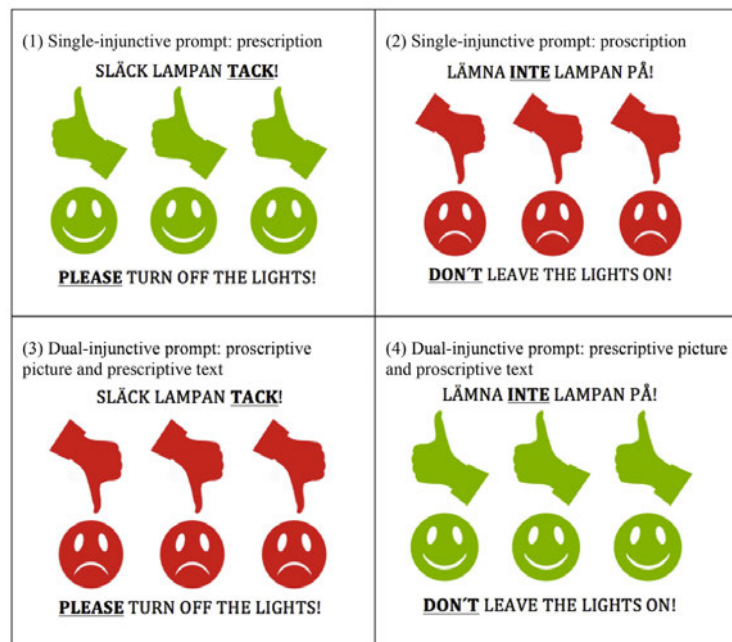 (1) Single-injunctive prompt: prescription
SLÄCK LAMPAN TACK!
PLEASE TURN OFF THE LIGHTS!
(2) Single-injunctive prompt: proscription
LÄMNA INTE LAMPAN PÅ!
DON´T LEAVE THE LIGHTS ON!
(3) Dual-injunctive prompt: proscriptive
picture and prescriptive text
SLÄCK LAMPAN TACK!
PLEASE TURN OFF THE LIGHTS!
(4) Dual-injunctive prompt: prescriptive picture
and proscriptive text
LÄMNA INTE LAMPAN PÅ!
DON´T LEAVE THE LIGHTS ON!